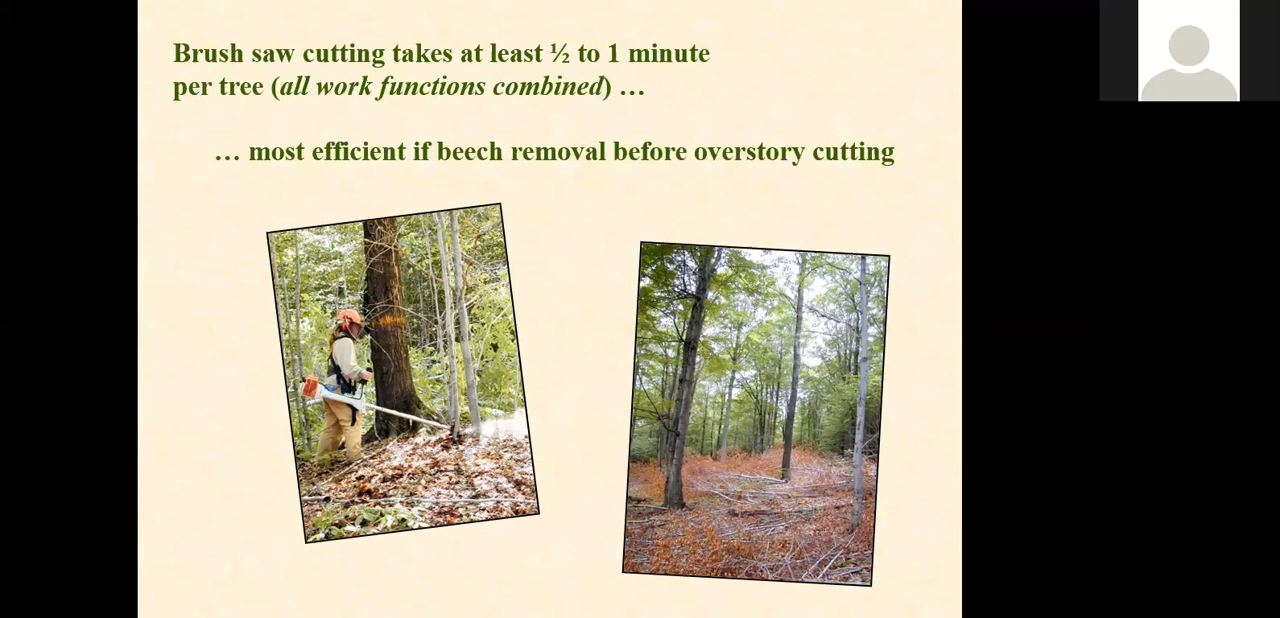 Brush saw cutting takes at least ½ to 1 minute
per tree (all work functions combined) …
… most efficient if beech removal before overstory cutting